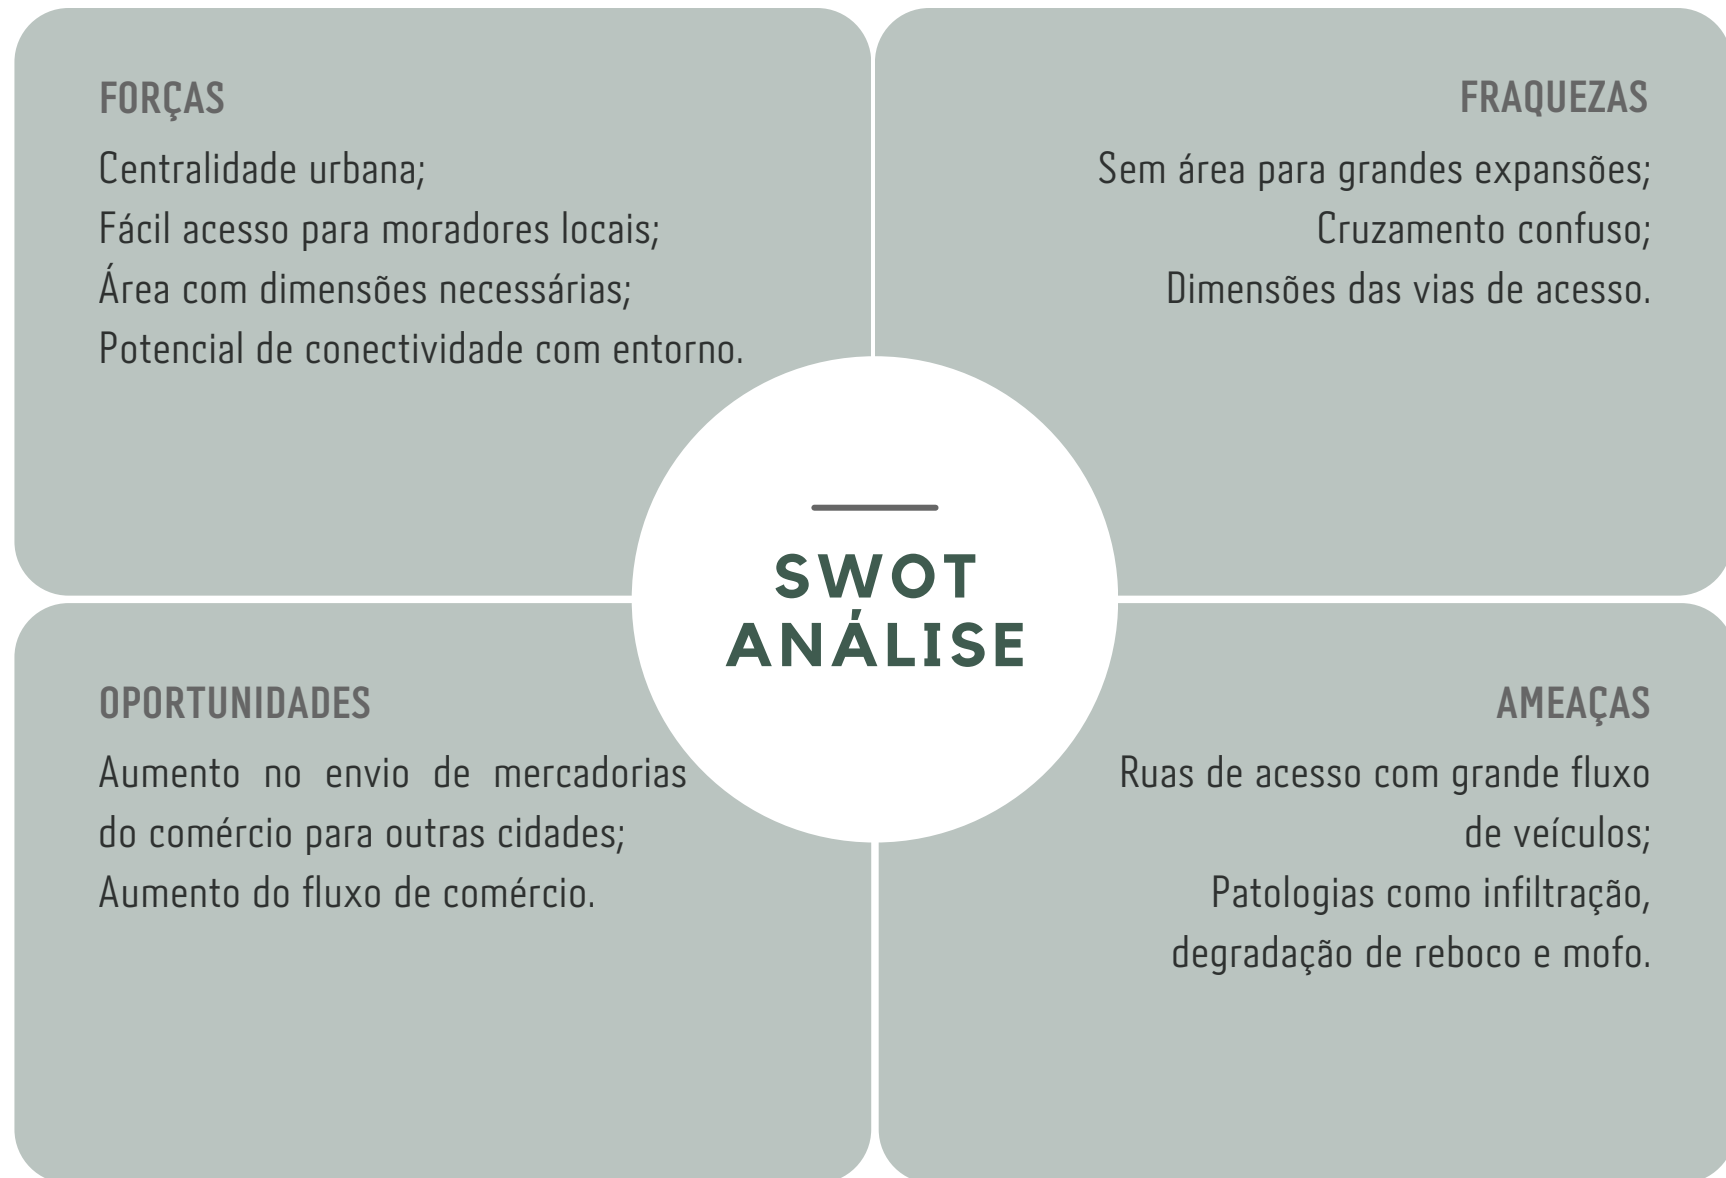 FORÇAS
Centralidade urbana;
Fácil acesso para moradores locais;
Área com dimensões necessárias;
Potencial de conectividade com entorno.
FRAQUEZAS
Sem área para grandes expansões;
Cruzamento confuso;
Dimensões das vias de acesso.
SWOT
ANÁLISE
OPORTUNIDADES
Aumento no envio de mercadorias
do comércio para outras cidades;
Aumento do fluxo de comércio.
AMEAÇAS
Ruas de acesso com grande fluxo
de veículos;
Patologias como infiltração,
degradação de reboco e mofo.